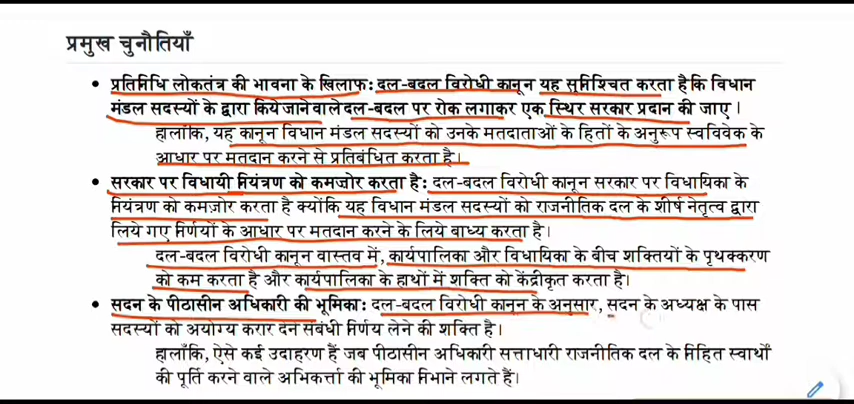 प्रमुख चुनौतियाँ
• प्रतिनिधि लोकतंत्र की भावना के खिलाफ: दल-बदल विरोधी कानून यह सुनिश्चित करता है कि विधान
मंडल सदस्यों के द्वारा किये जाने वाले दल-बदल पर रोक लगाकर एक स्थिर सरकार प्रदान की जाए।
हालाँकि, यह कानून विधान मंडल सदस्यों को उनके मतदाताओं के हितों के अनुरूप स्वविवेक के
आधार पर मतदान करने से प्रतिबंधित करता है।
• सरकार पर विधायी नियंत्रण को कमज़ोर करता है: दल-बदल विरोधी कानून सरकार पर विधायिका के
नियंत्रण को कमज़ोर करता है क्योंकि यह विधान मंडल सदस्यों को राजनीतिक दल के शीर्ष नेतृत्व द्वारा
लिये गए निर्णयों के आधार पर मतदान करने के लिये बाध्य करता है।
दल-बदल विरोधी कानून वास्तव में, कार्यपालिका और विधायिका के बीच शक्तियों के पृथक्करण
को कम करता है और कार्यपालिका के हाथों में शक्ति को केंद्रीकृत करता है।
• सदन के पीठासीन अधिकारी की भूमिका: दल-बदल विरोधी कानून के अनुसार, सदन के अध्यक्ष के पास
सदस्यों को अयोग्य करार देने संबंधी निर्णय लेने की शक्ति है।
हालाँकि, ऐसे कई उदाहरण हैं जब पीठासीन अधिकारी सत्ताधारी राजनीतिक दल के निहित स्वार्थों
की पूर्ति करने वाले अभिकर्त्ता की भूमिका निभाने लगते हैं।